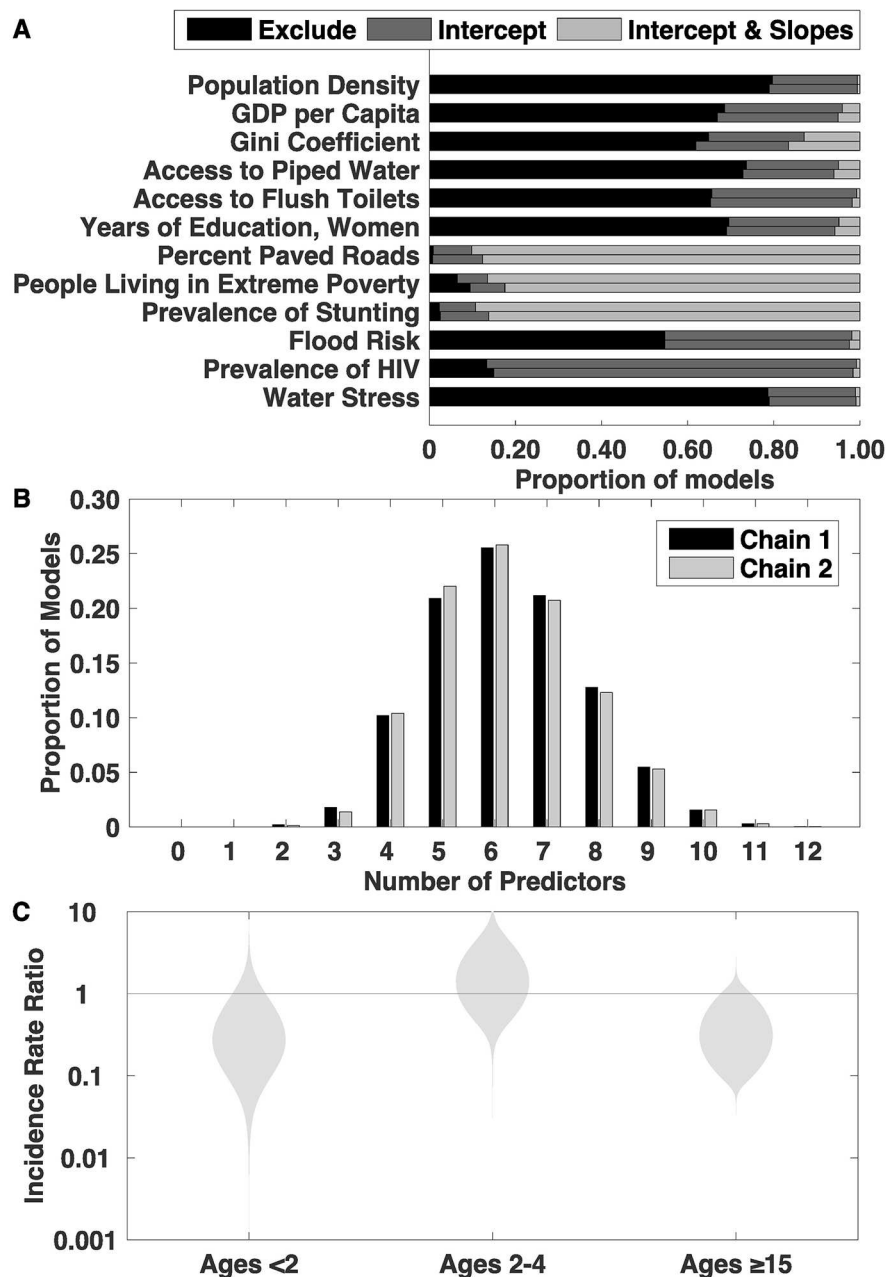 A
Exclude Intercept Intercept & Slopes
Population Density
GDP per Capita
Gini Coefficient
Access to Piped Water
Access to Flush Toilets
Years of Education, Women
Percent Paved Roads
People Living in Extreme Poverty
Prevalence of Stunting
Flood Risk
Prevalence of HIV
Water Stress
0 0.20 0.40 0.60 0.80 1.00
Proportion of models
B
Proportion of Models
0.30
0.25
0.20
0.15
0.10
0.05
0
Chain 1
Chain 2
0 1 2 3 4 5 6 7 8 9 10 11 12
Number of Predictors
C
Incidence Rate Ratio
10
1
0.1
0.01
0.001
Ages <2 Ages 2-4 Ages ≥15